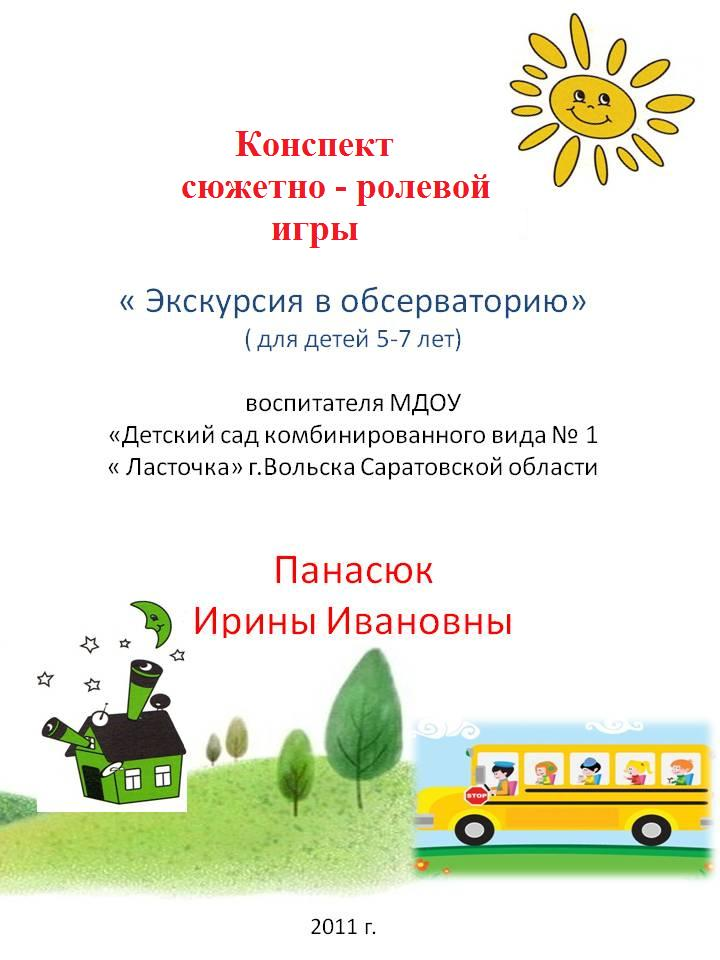 Конспект
сюжетно - ролевой
игры
« Экскурсия в обсерваторию»
( для детей 5-7 лет)
воспитателя МДОУ
«Детский сад комбинированного вида № 1
« Ласточка» г.Вольска Саратовской области
Панасюк
Ирины Ивановны
STOP
2011 г.